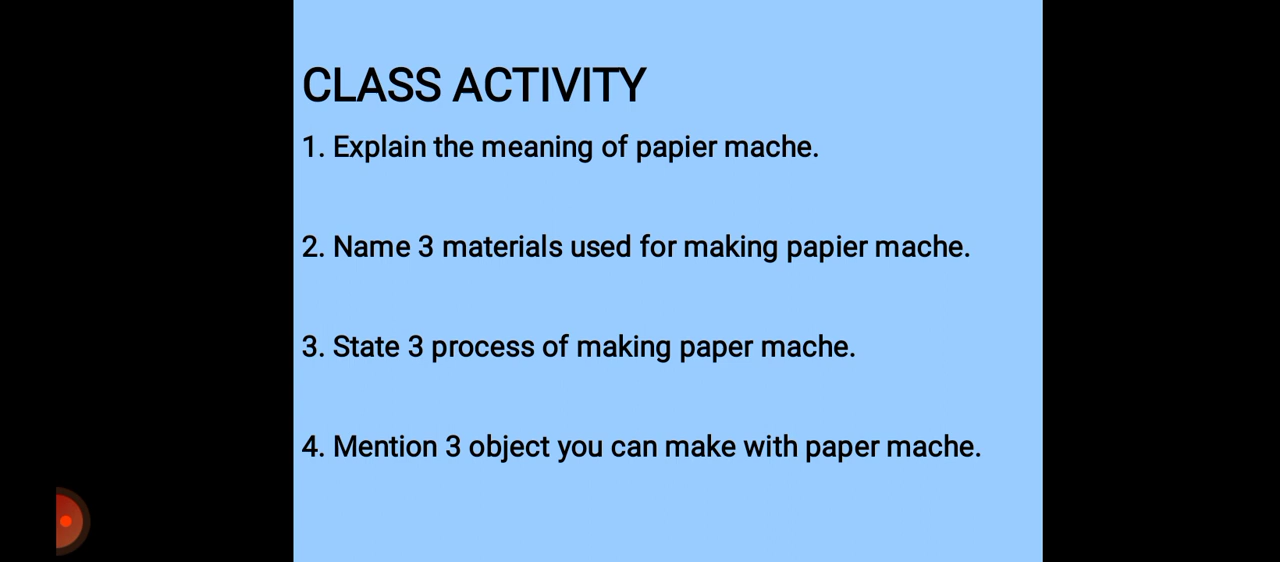 CLASS ACTIVITY
1. Explain the meaning of papier mache.
2. Name 3 materials used for making papier mache.
3. State 3 process of making paper mache.
4. Mention 3 object you can make with paper mache.